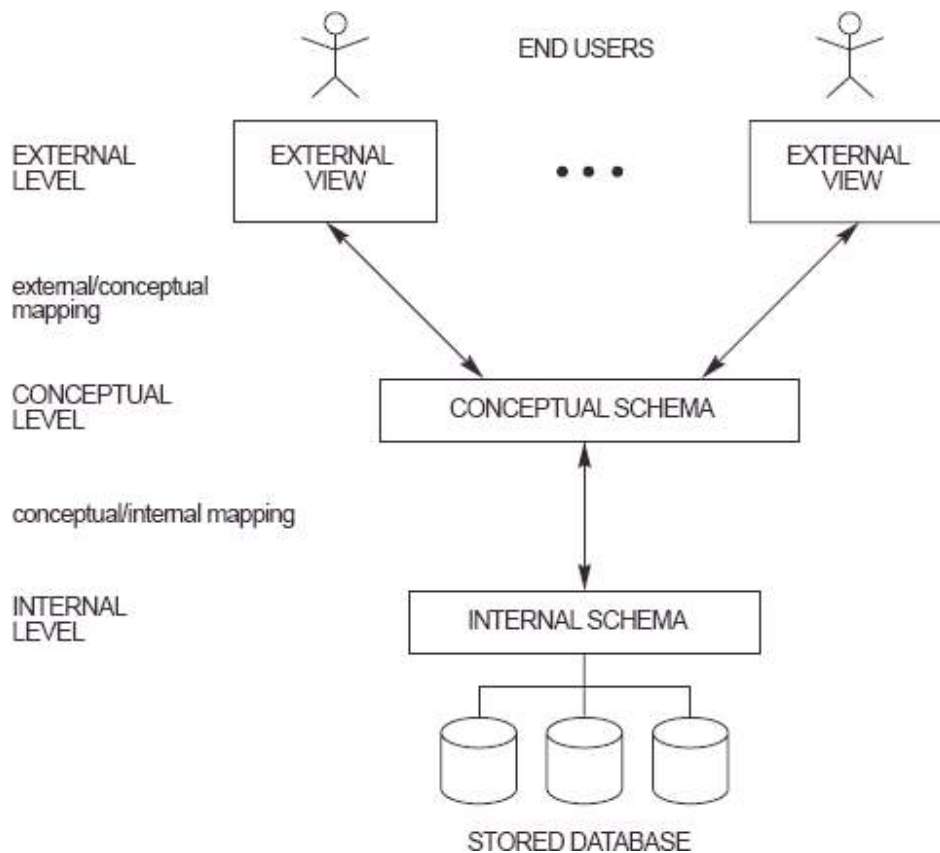 END USERS
EXTERNAL
LEVEL
EXTERNAL
VIEW
• • •
EXTERNAL
VIEW
external/conceptual
mapping
CONCEPTUAL
LEVEL
CONCEPTUAL SCHEMA
conceptual/internal mapping
INTERNAL
LEVEL
INTERNAL SCHEMA
STORED DATABASE